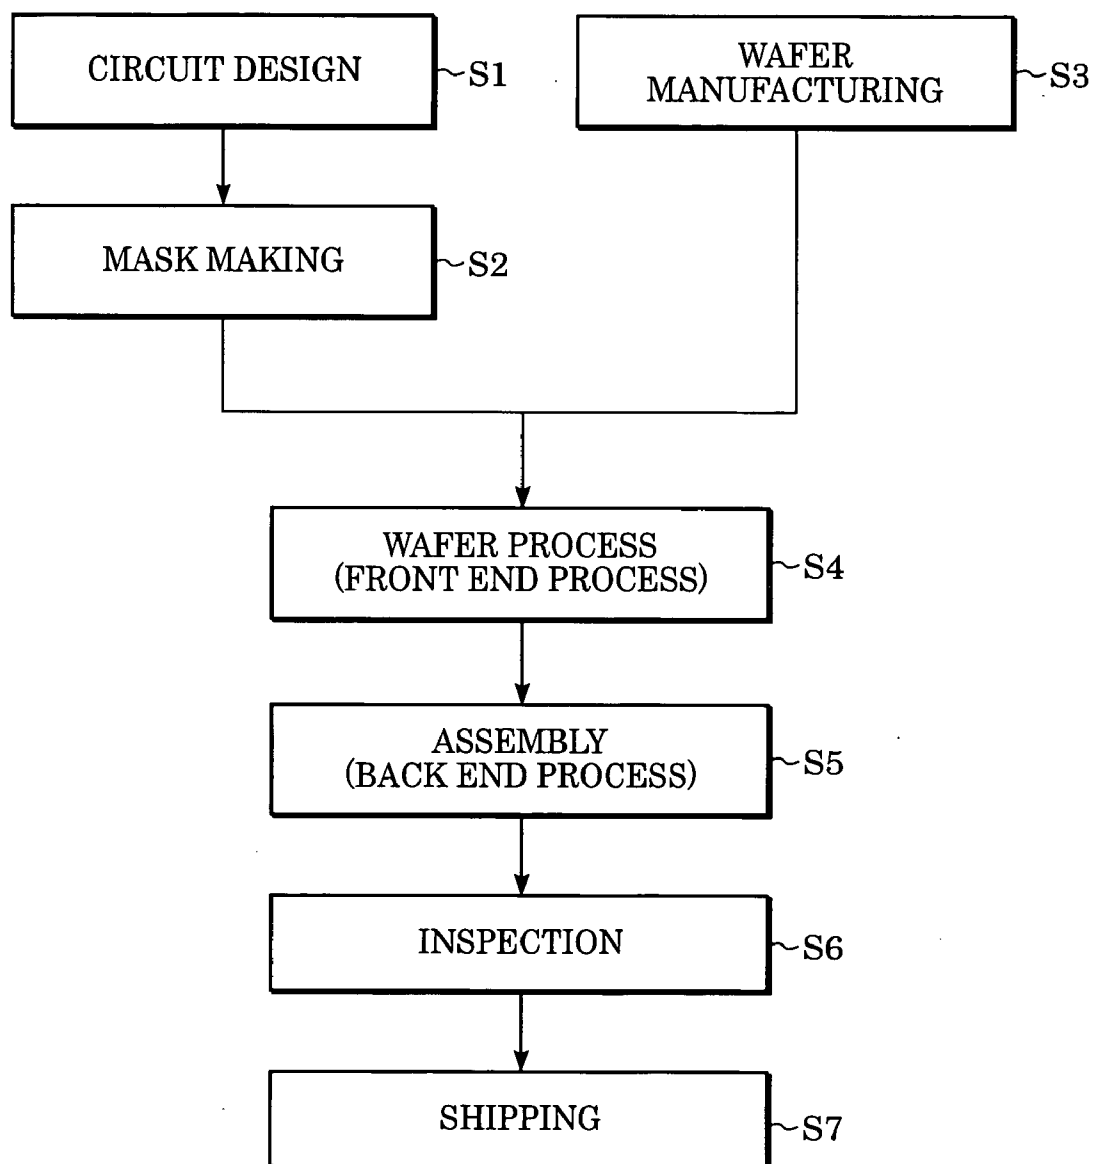 CIRCUIT DESIGN
S1
WAFER
MANUFACTURING
S3
MASK MAKING
S2
WAFER PROCESS
(FRONT END PROCESS)
S4
ASSEMBLY
(BACK END PROCESS)
S5
INSPECTION
S6
SHIPPING
S7